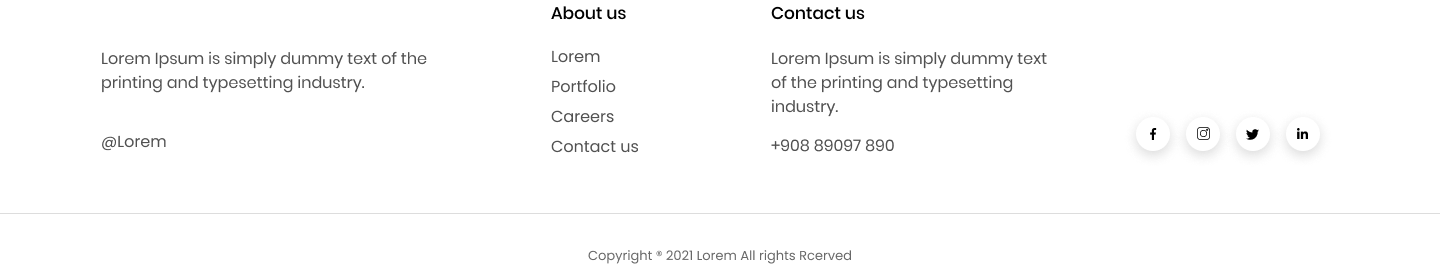 Lorem Ipsum is simply dummy text of the
printing and typesetting industry.
@Lorem
About us
Lorem
Portfolio
Careers
Contact us
Contact us
Lorem Ipsum is simply dummy text
of the printing and typesetting
industry.
+908 89097 890
Copyright ® 2021 Lorem All rights Rcerved